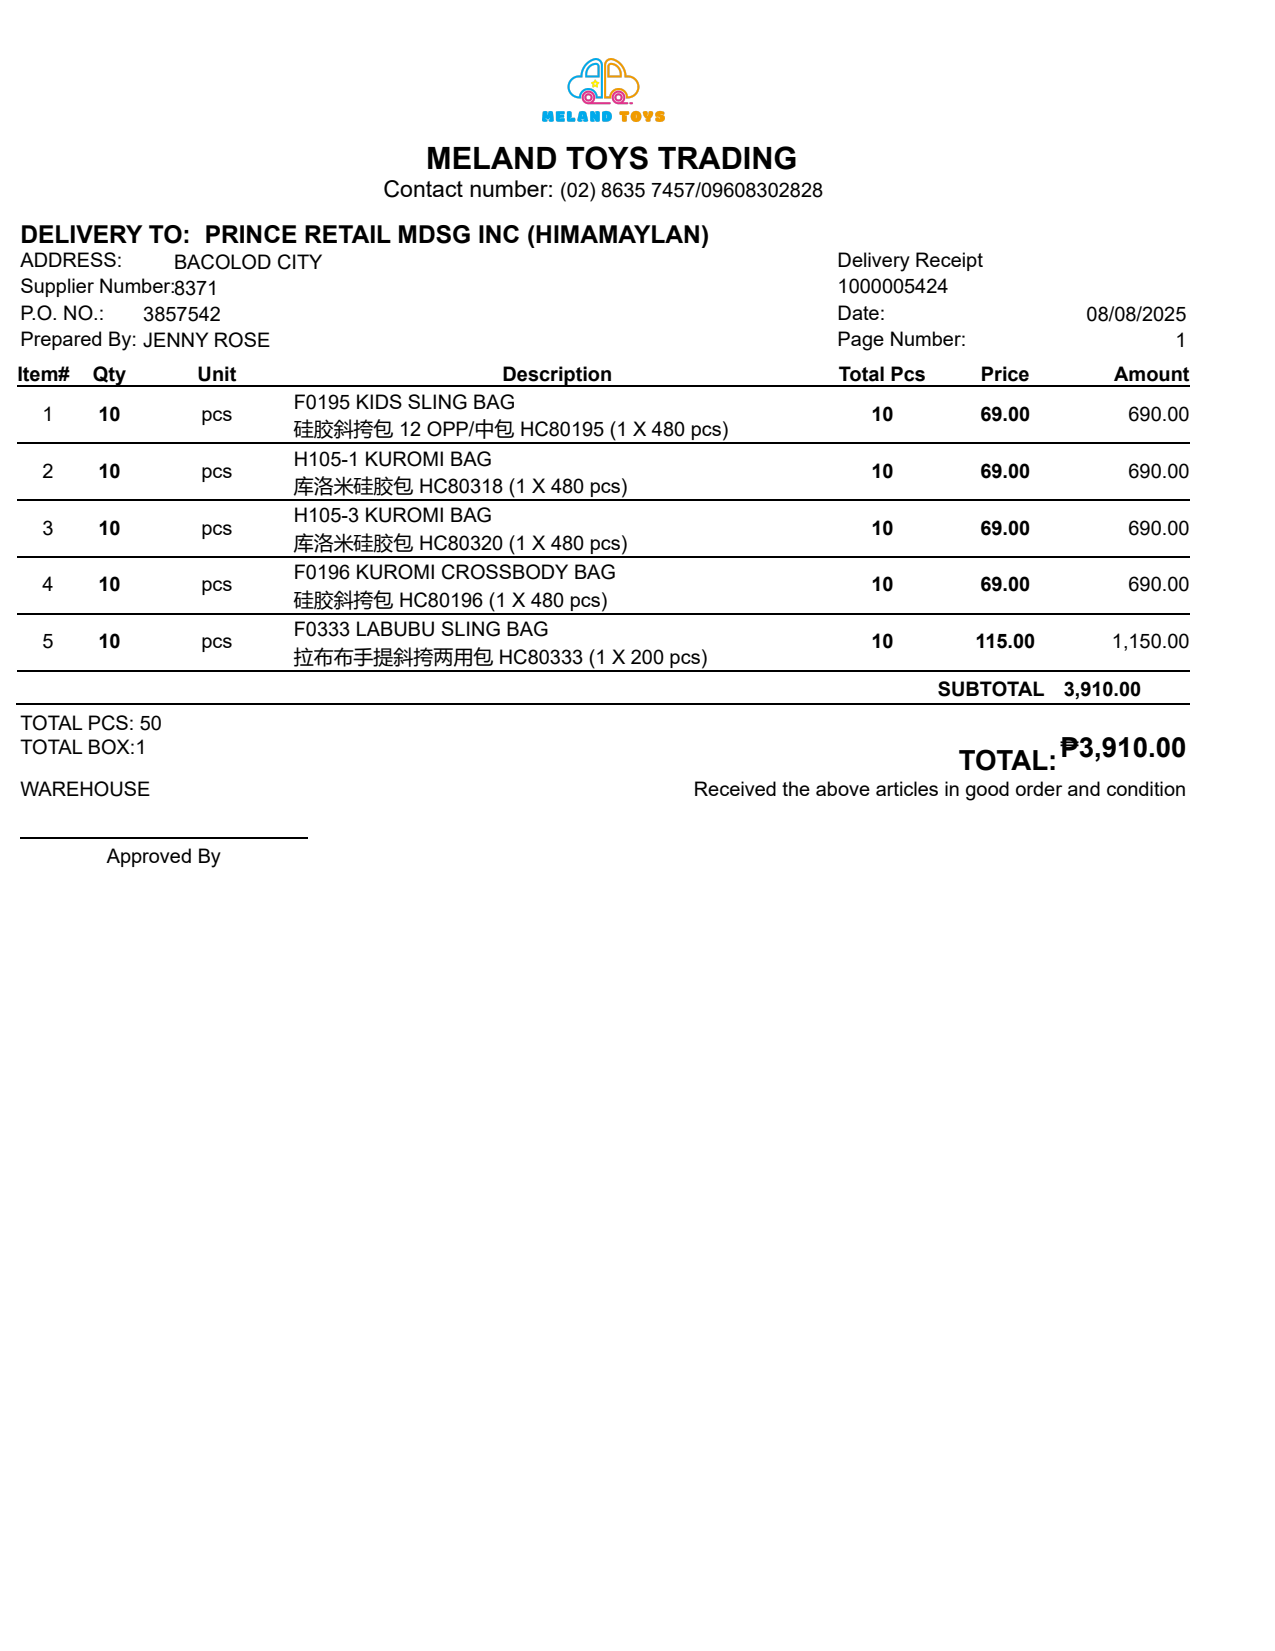 MELAND TOYS
MELAND TOYS TRADING
Contact number: (02) 8635 7457/09608302828
DELIVERY TO: PRINCE RETAIL MDSG INC (HIMAMAYLAN)
ADDRESS: BACOLOD CITY Delivery Receipt
Supplier Number:8371 1000005424
P.O. NO.: 3857542 Date: 08/08/2025
Prepared By: JENNY ROSE Page Number: 1
Item# Qty Unit Description Total Pcs Price Amount
1 10 pcs F0195 KIDS SLING BAG 10 69.00 690.00
硅胶斜挎包 12 OPP/中包 HC80195 (1 X 480 pcs)
2 10 pcs H105-1 KUROMI BAG 10 69.00 690.00
库洛米硅胶包 HC80318 (1 X 480 pcs)
3 10 pcs H105-3 KUROMI BAG 10 69.00 690.00
库洛米硅胶包 HC80320 (1 X 480 pcs)
4 10 pcs F0196 KUROMI CROSSBODY BAG 10 69.00 690.00
硅胶斜挎包 HC80196 (1 X 480 pcs)
5 10 pcs F0333 LABUBU SLING BAG 10 115.00 1,150.00
拉布布手提斜挎两用包 HC80333 (1 X 200 pcs)
SUBTOTAL 3,910.00
TOTAL PCS: 50
TOTAL BOX:1 TOTAL: ₱3,910.00
WAREHOUSE Received the above articles in good order and condition
Approved By